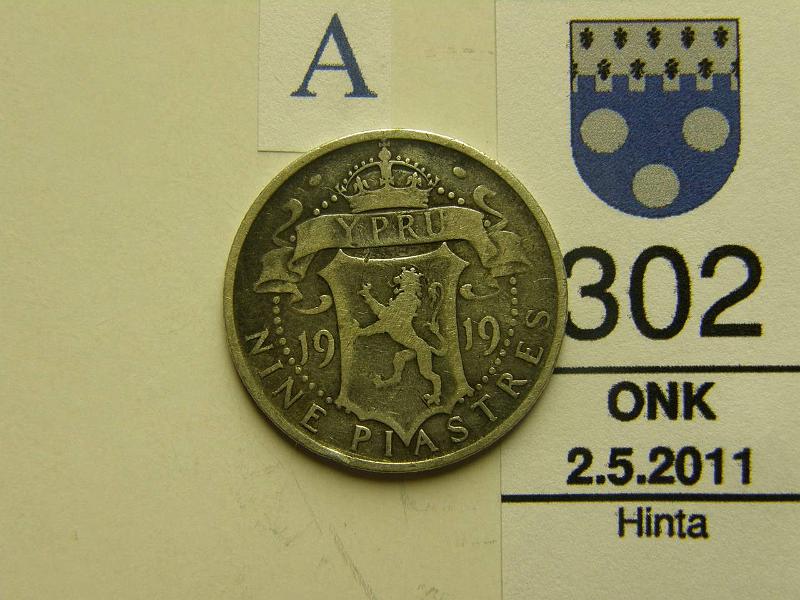 A
YPRU
19 19
NINE PIASTRES
302
ONK
2.5.2011
Hinta